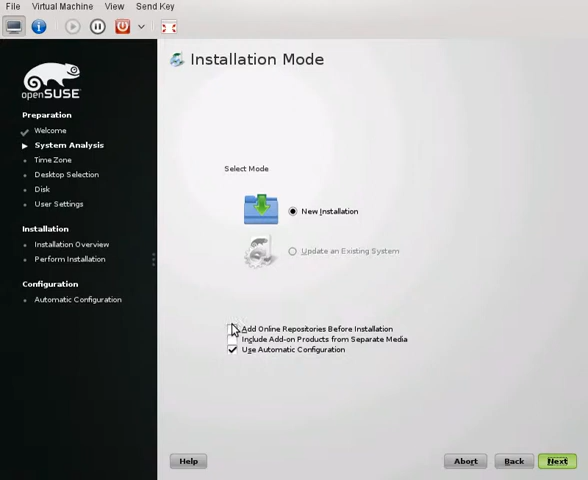 File Virtual Machine View Send Key
openSUSE
Preparation
Welcome
System Analysis
Time Zone
Desktop Selection
Disk
User Settings
Installation
Installation Overview
Perform Installation
Configuration
Automatic Configuration
Installation Mode
Select Mode
New Installation
Update an Existing System
Add Online Repositories Before Installation
Include Add-on Products from Separate Media
Use Automatic Configuration
Help Abort Back Next